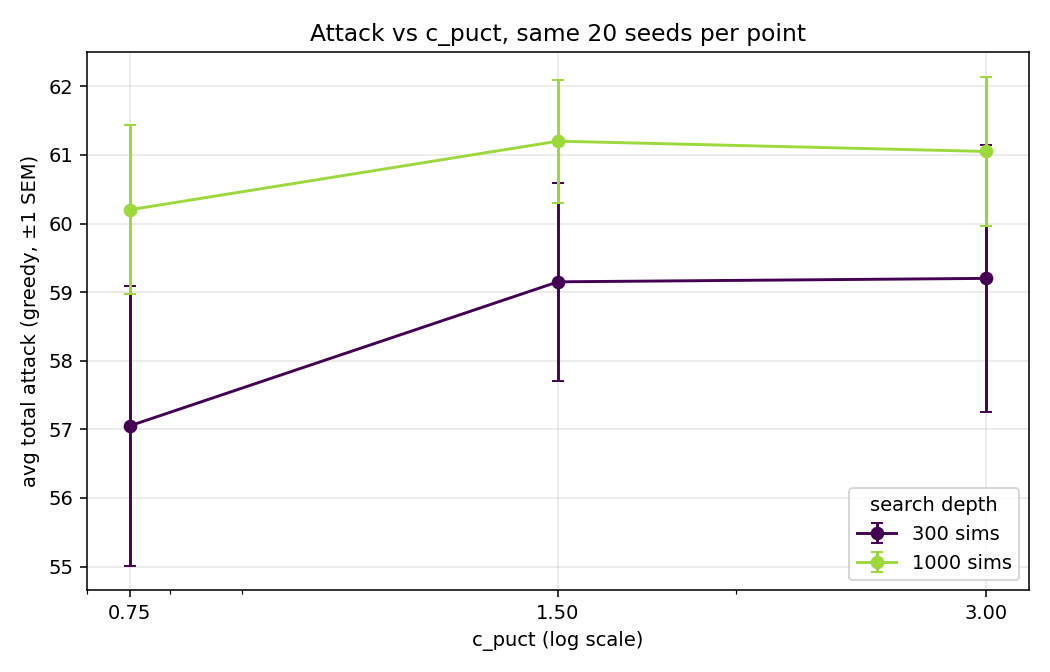 Attack vs c_puct, same 20 seeds per point
avg total attack (greedy, ±1 SEM)
62
61
60
59
58
57
56
55
search depth
300 sims
1000 sims
0.75
1.50
3.00
c_puct (log scale)